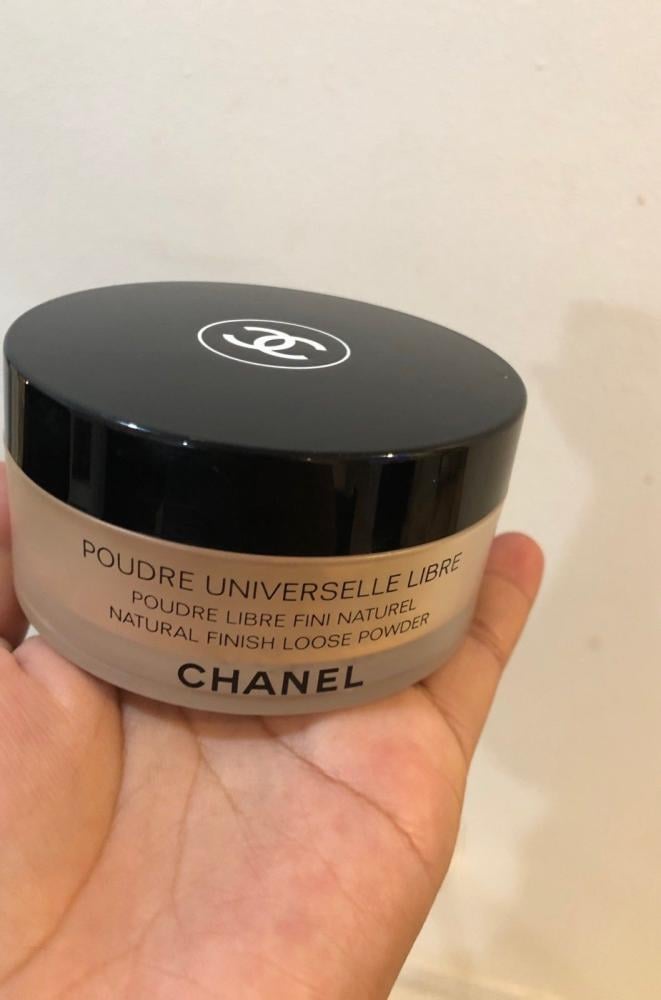 POUDRE UNIVERSELLE LIBRE
POUDRE LIBRE FINI NATUREL
NATURAL FINISH LOOSE POWDER
CHANEL